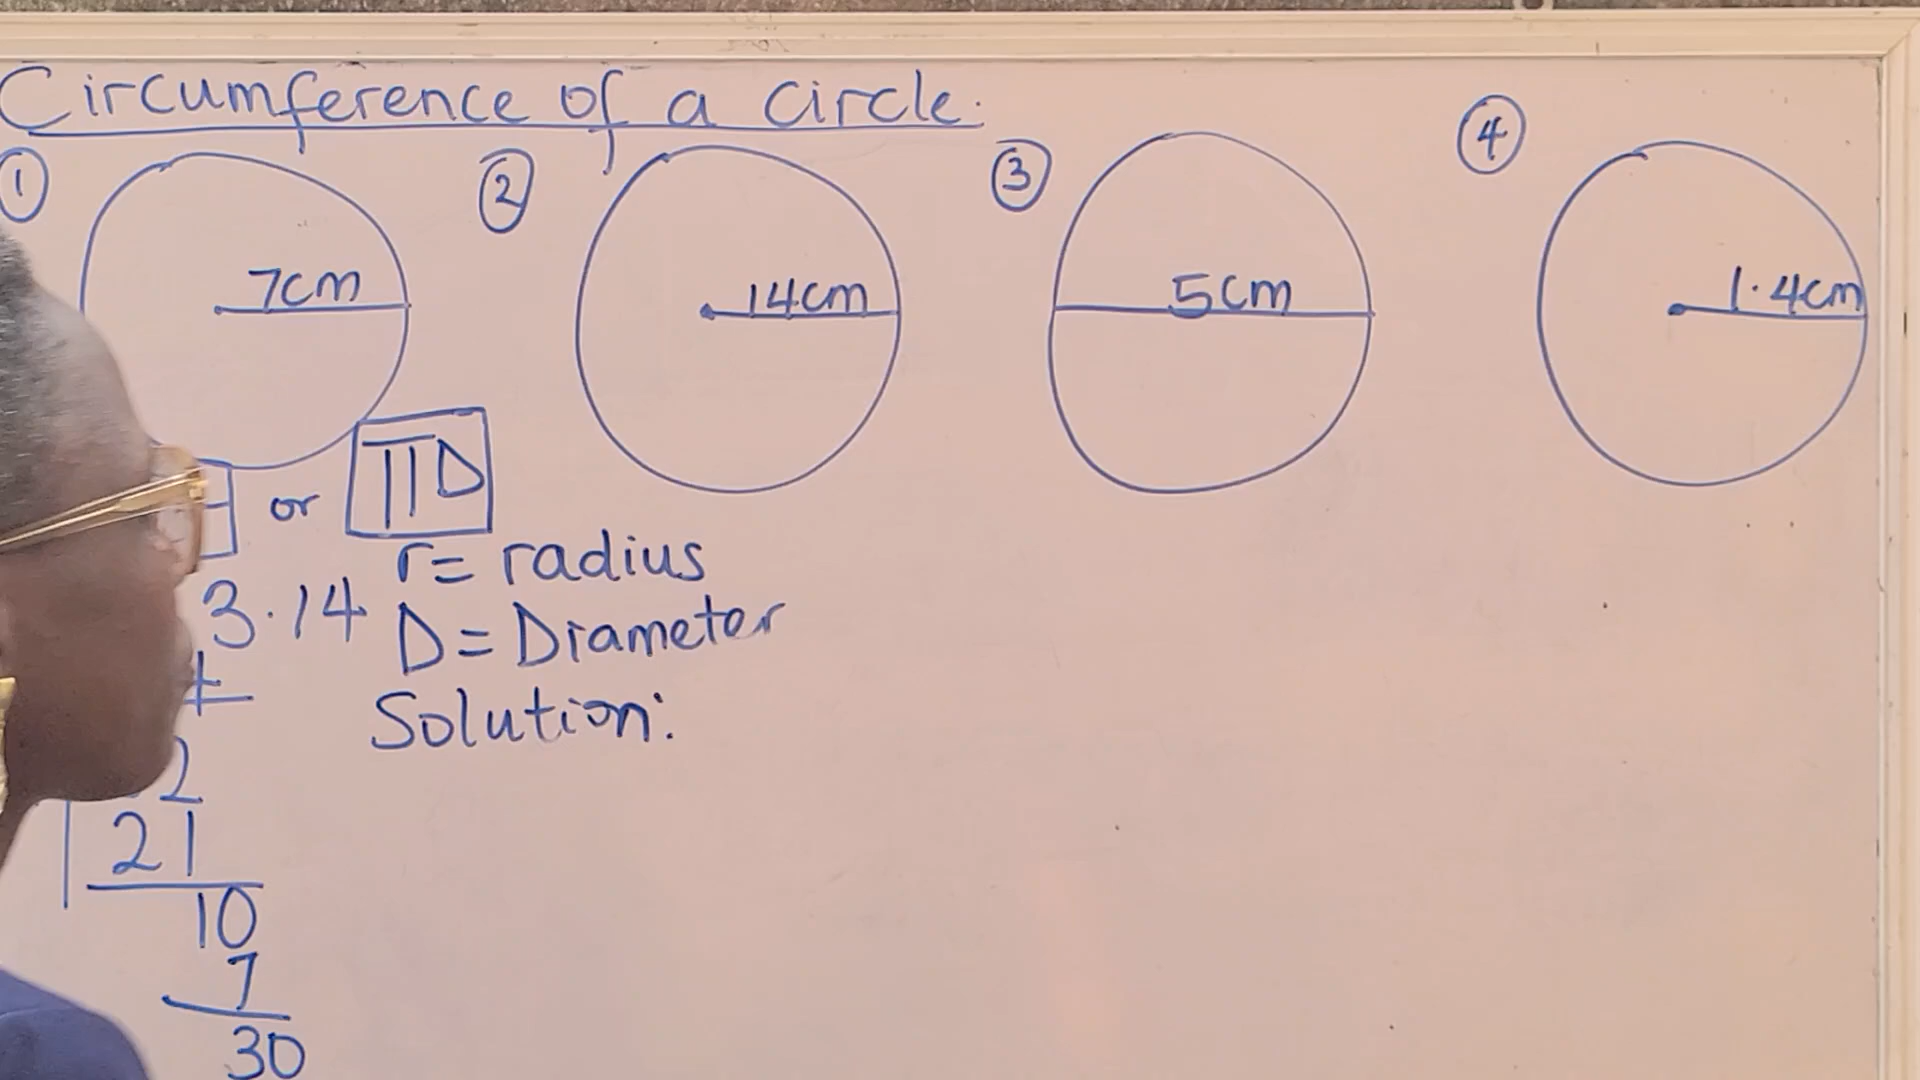 Circumference of a circle.
① ② ③ ④
7cm 14cm 5cm 1.4cm
or ΠD
r = radius
3.14 D = Diameter
Solution:
2
21
10
7
30